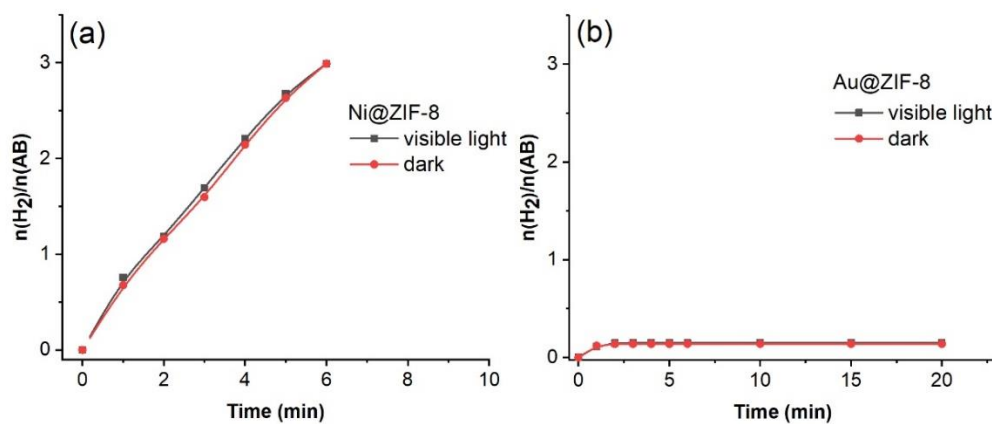 (a)
n(H2)/n(AB)
3
2
1
0
Ni@ZIF-8
visible light
dark
0 2 4 6 8 10
Time (min)
(b)
n(H2)/n(AB)
3
2
1
0
Au@ZIF-8
visible light
dark
0 5 10 15 20
Time (min)